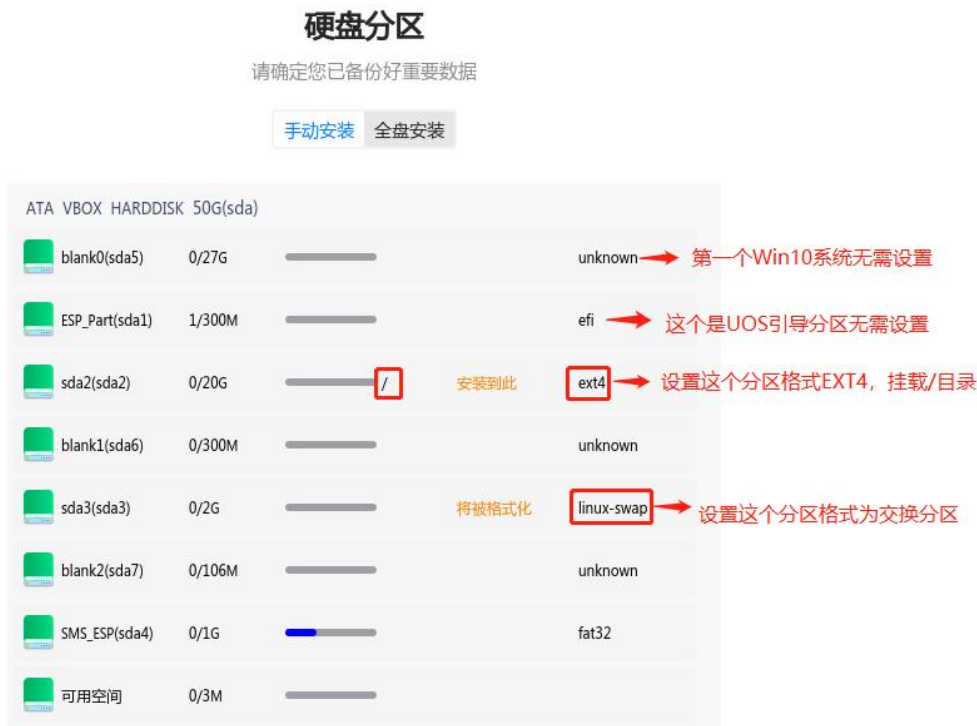 硬盘分区
请确定您已备份好重要数据
手动安装 全盘安装
ATA VBOX HARDDISK 50G(sda)
blank0(sda5) 0/27G unknown 第一个Win10系统无需设置
ESP_Part(sda1) 1/300M efi 这个是UOS引导分区无需设置
sda2(sda2) 0/20G / 安装到此 ext4 设置这个分区格式EXT4，挂载/目录
blank1(sda6) 0/300M unknown
sda3(sda3) 0/2G 将被格式化 linux-swap 设置这个分区格式为交换分区
blank2(sda7) 0/106M unknown
SMS_ESP(sda4) 0/1G fat32
可用空间 0/3M